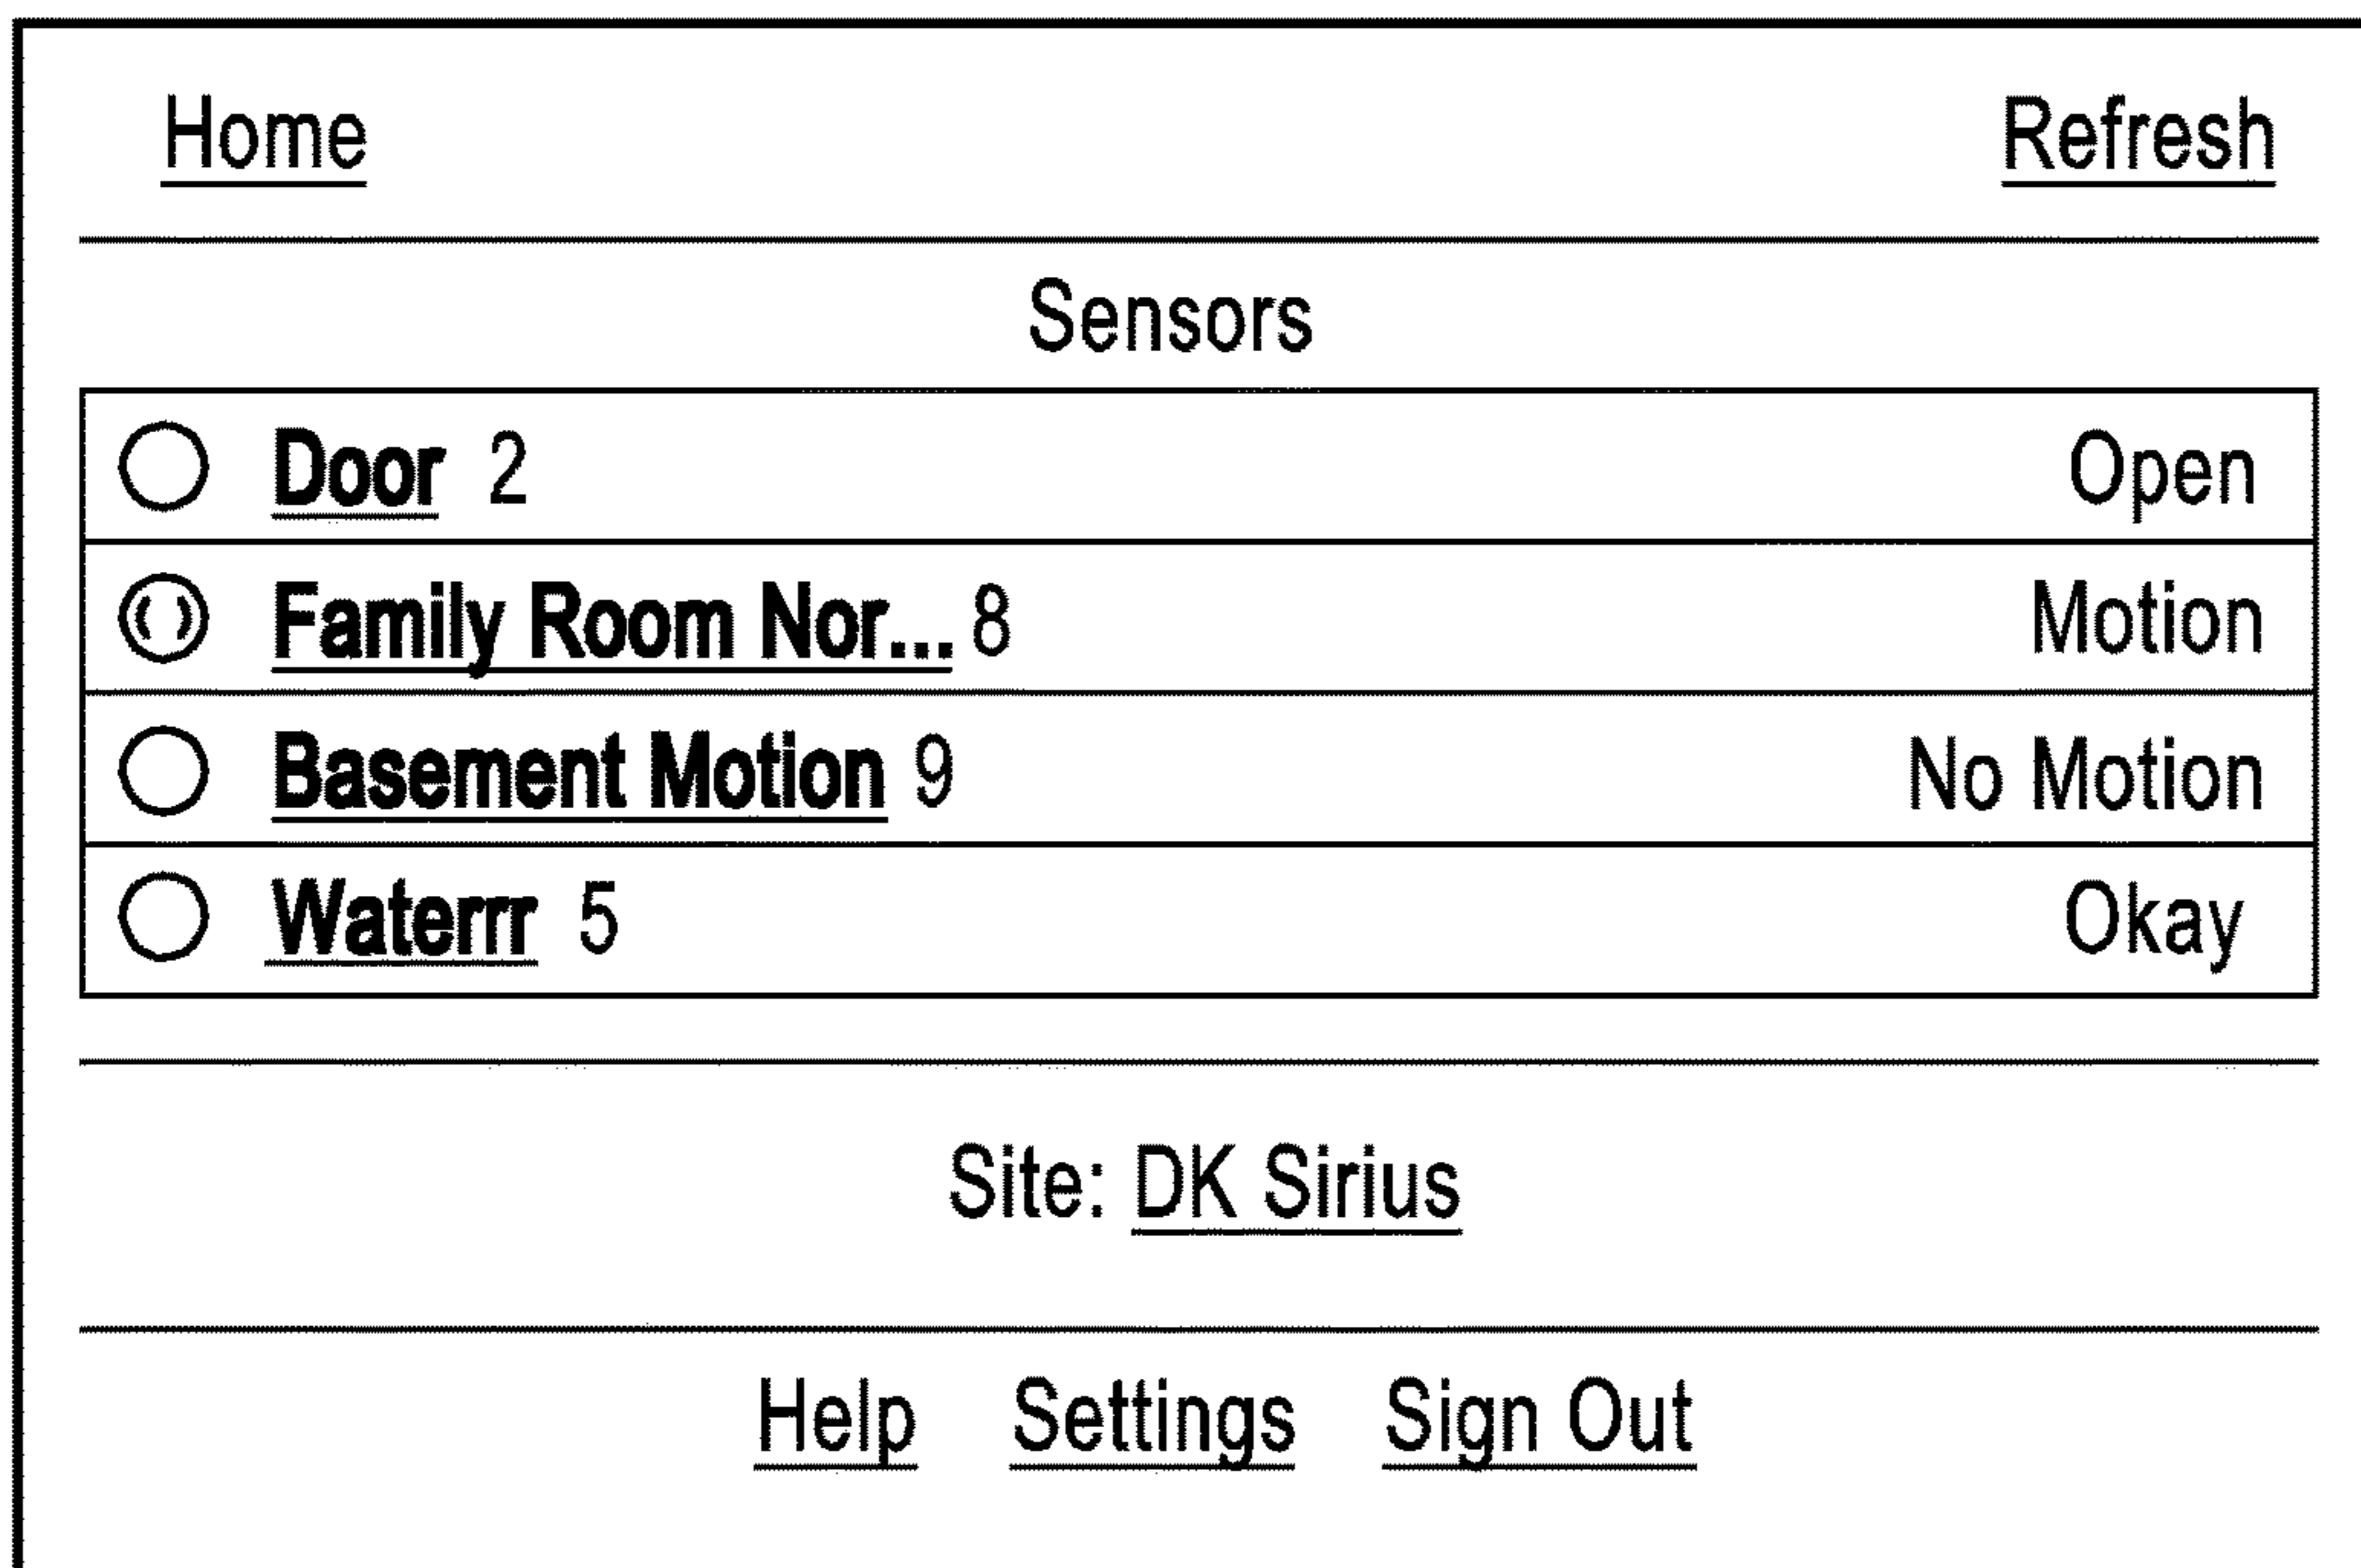 Home Refresh
Sensors
Door 2 Open
Family Room Nor... 8 Motion
Basement Motion 9 No Motion
Waterrr 5 Okay
Site: DK Sirius
Help Settings Sign Out